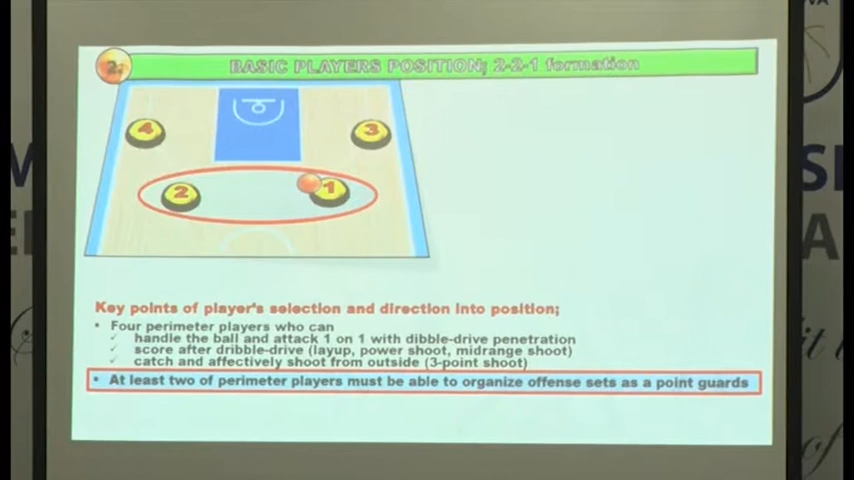 2.
BASIC PLAYERS POSITION; 2-2-1 formation
4
3
2
1
Key points of player's selection and direction into position;
• Four perimeter players who can
✓ handle the ball and attack 1 on 1 with dibble-drive penetration
✓ score after dribble-drive (layup, power shoot, midrange shoot)
✓ catch and affectively shoot from outside (3-point shoot)
• At least two of perimeter players must be able to organize offense sets as a point guards